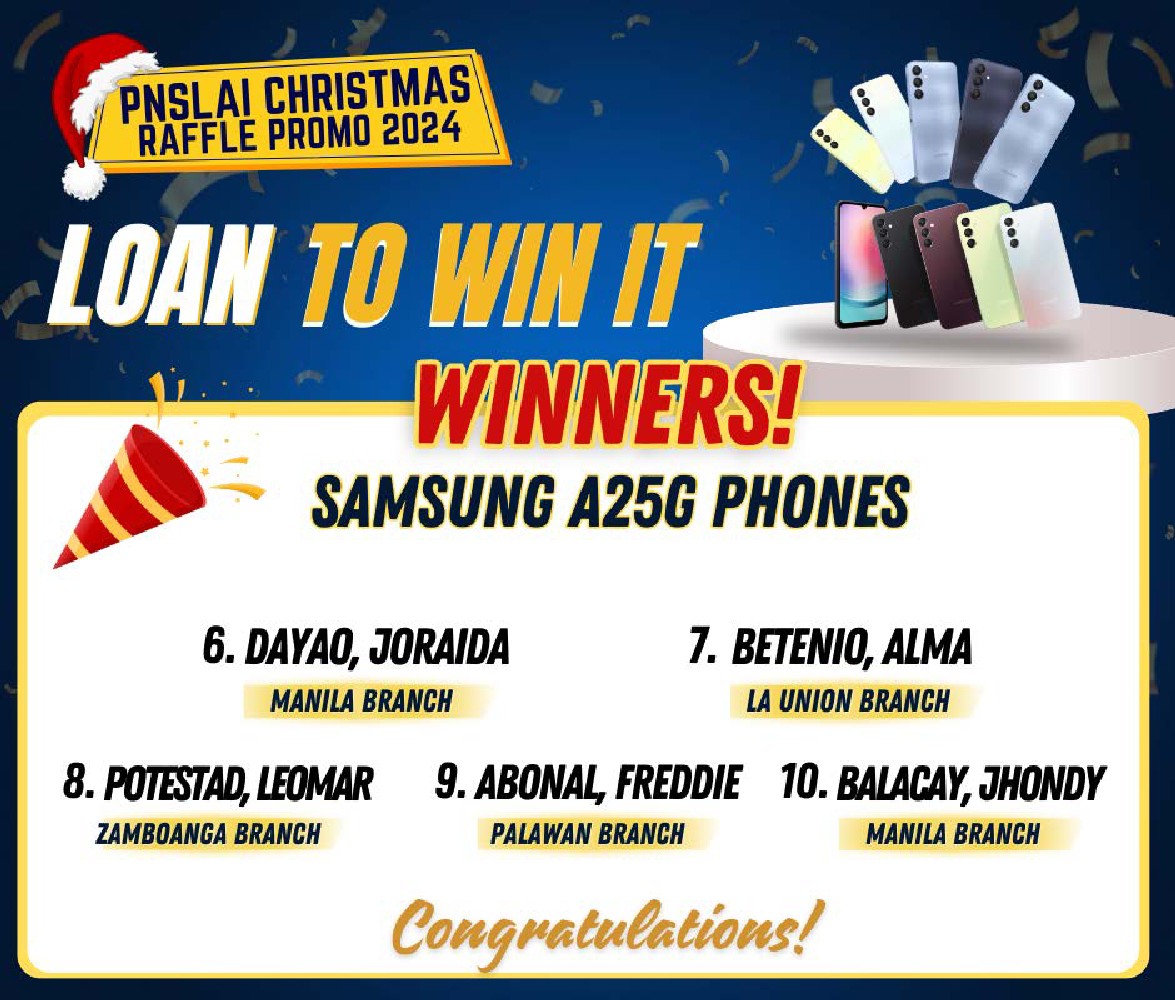 PNSLAI CHRISTMAS
RAFFLE PROMO 2024
LOAN TO WIN IT
WINNERS!
SAMSUNG A25G PHONES
6. DAYAO, JORAIDA
MANILA BRANCH
7. BETENIO, ALMA
LA UNION BRANCH
8. POTESTAD, LEOMAR
ZAMBOANGA BRANCH
9. ABONAL, FREDDIE
PALAWAN BRANCH
10. BALACAY, JHONDY
MANILA BRANCH
Congratulations!